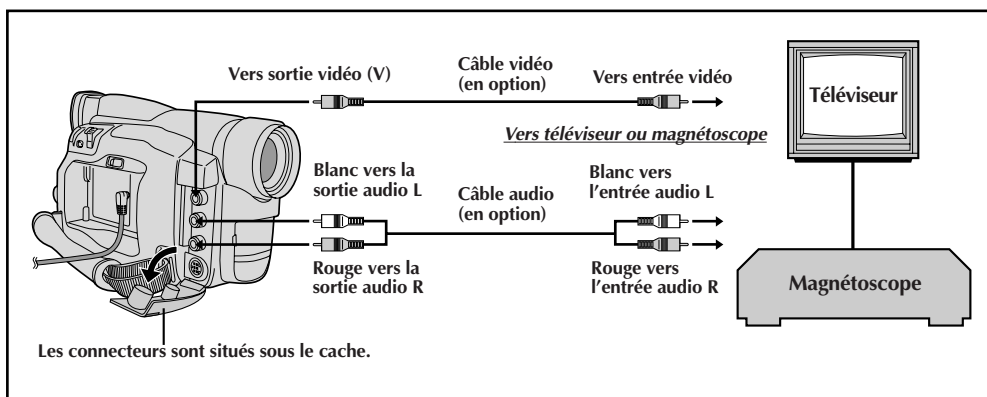 Vers sortie vidéo (V)
Câble vidéo
(en option)
Vers entrée vidéo
Téléviseur
Vers téléviseur ou magnétoscope
Blanc vers la
sortie audio L
Câble audio
(en option)
Blanc vers
l'entrée audio L
Rouge vers la
sortie audio R
Rouge vers
l'entrée audio R
Magnétoscope
Les connecteurs sont situés sous le cache.